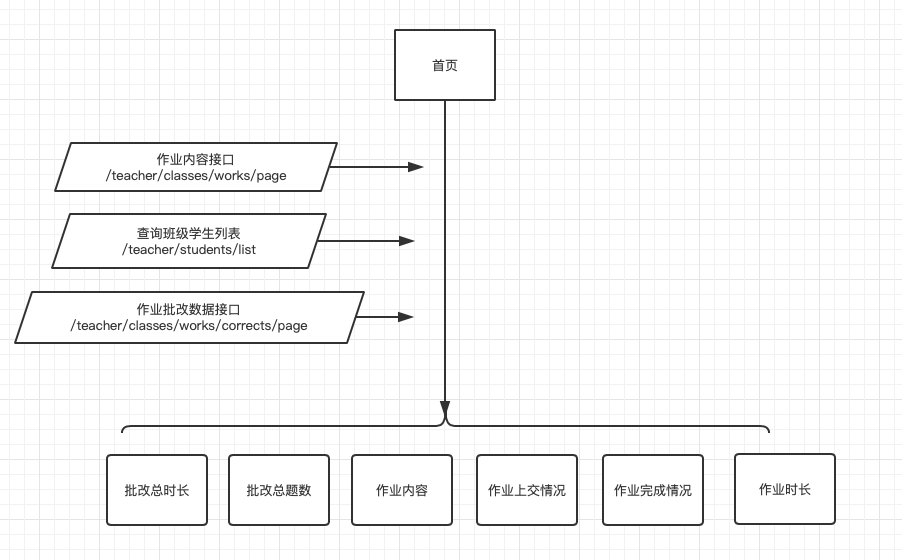 首页
作业内容接口
/teacher/classes/works/page
查询班级学生列表
/teacher/students/list
作业批改数据接口
/teacher/classes/works/corrects/page
批改总时长
批改总题数
作业内容
作业上交情况
作业完成情况
作业时长